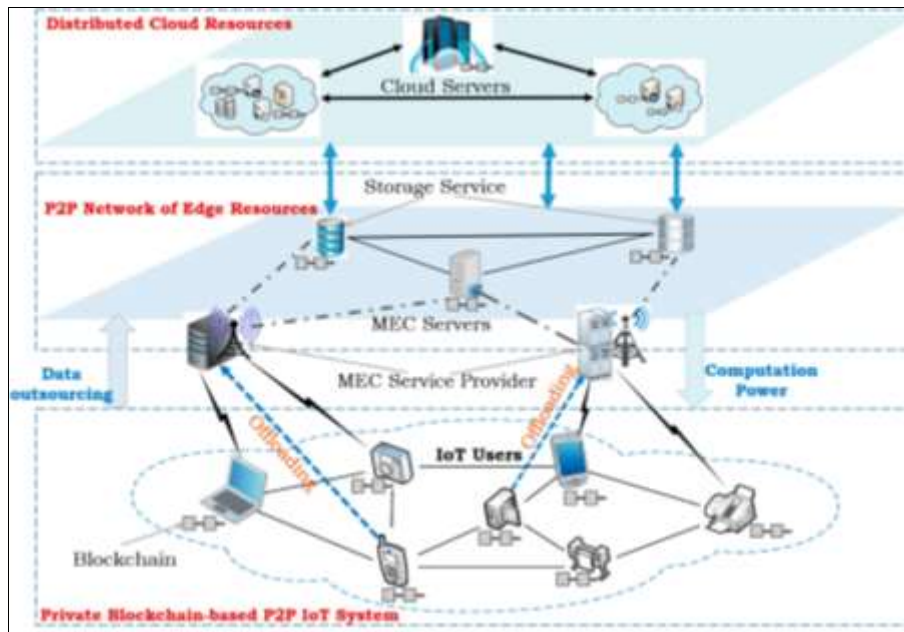 Distributed Cloud Resources
Cloud Servers
Storage Service
P2P Network of Edge Resources
MEC Servers
Data
outsourcing
MEC Service Provider
Computation
Power
Offloading
Offloading
IoT Users
Blockchain
Private Blockchain-based P2P IoT System